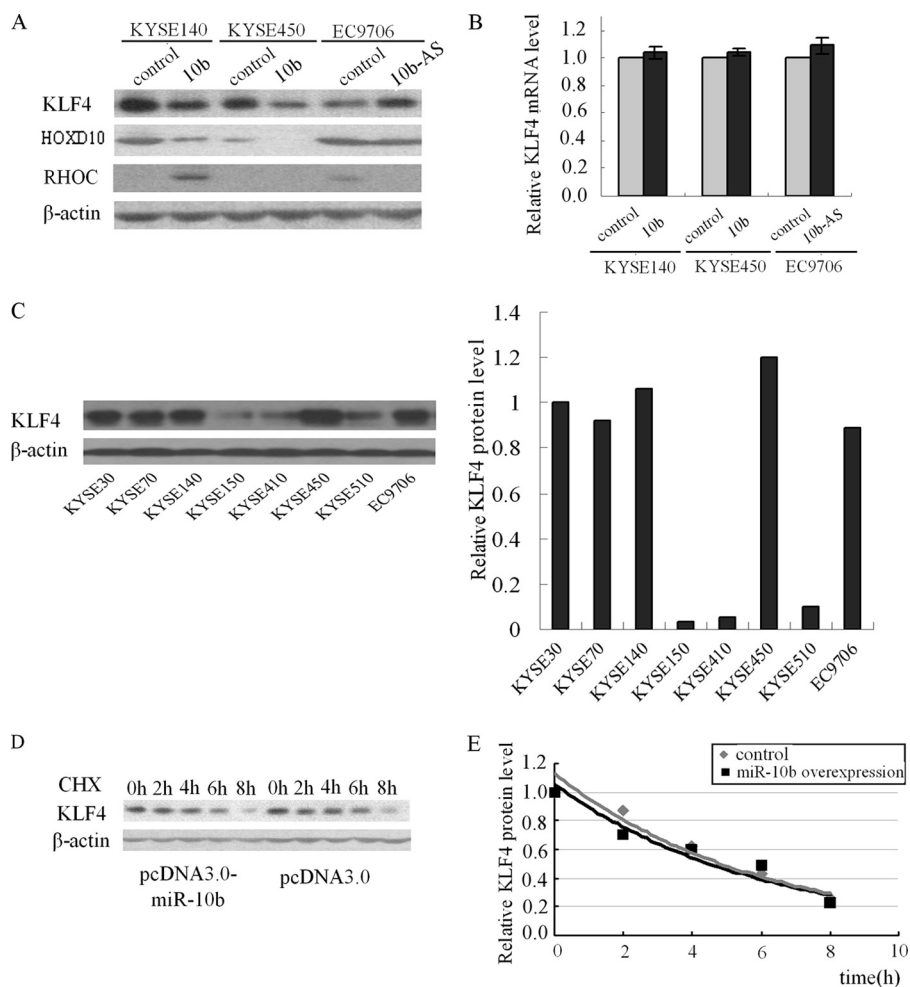 A
KYSE140 KYSE450 EC9706
control 10b control 10b control 10b-AS
KLF4
HOXD10
RHOC
β-actin
B
Relative KLF4 mRNA level
1.2
1.0
0.8
0.6
0.4
0.2
0.0
control 10b control 10b control 10b-AS
KYSE140 KYSE450 EC9706
C
KLF4
β-actin
KYSE30 KYSE70 KYSE140 KYSE150 KYSE410 KYSE450 KYSE510 EC9706
Relative KLF4 protein level
1.4
1.2
1
0.8
0.6
0.4
0.2
0
KYSE30 KYSE70 KYSE140 KYSE150 KYSE410 KYSE450 KYSE510 EC9706
D
CHX 0h 2h 4h 6h 8h 0h 2h 4h 6h 8h
KLF4
β-actin
pcDNA3.0- pcDNA3.0
miR-10b
E
control
miR-10b overexpression
Relative KLF4 protein level
1.2
1.0
0.8
0.6
0.4
0.2
0.0
0 2 4 6 8 10
time(h)